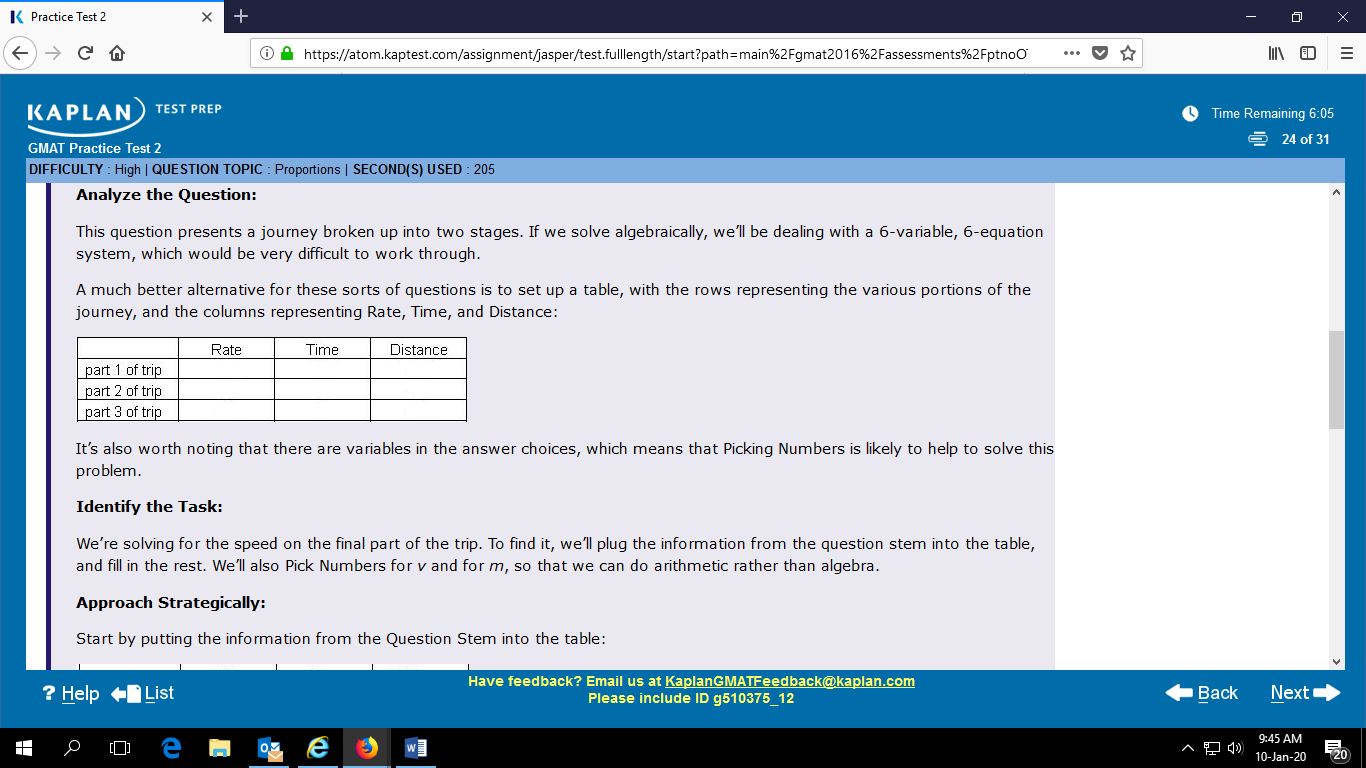 Practice Test 2
https://atom.kaptest.com/assignment/jasper/test.fulllength/start?path=main%2Fgmat2016%2Fassessments%2FptnoO
KAPLAN TEST PREP
Time Remaining 6:05
GMAT Practice Test 2
24 of 31
DIFFICULTY : High | QUESTION TOPIC : Proportions | SECOND(S) USED : 205
Analyze the Question:
This question presents a journey broken up into two stages. If we solve algebraically, we’ll be dealing with a 6-variable, 6-equation
system, which would be very difficult to work through.
A much better alternative for these sorts of questions is to set up a table, with the rows representing the various portions of the
journey, and the columns representing Rate, Time, and Distance:
Rate Time Distance
part 1 of trip
part 2 of trip
part 3 of trip
It’s also worth noting that there are variables in the answer choices, which means that Picking Numbers is likely to help to solve this
problem.
Identify the Task:
We’re solving for the speed on the final part of the trip. To find it, we’ll plug the information from the question stem into the table,
and fill in the rest. We’ll also Pick Numbers for v and for m, so that we can do arithmetic rather than algebra.
Approach Strategically:
Start by putting the information from the Question Stem into the table:
? Help List
Have feedback? Email us at KaplanGMATFeedback@kaplan.com
Please include ID g510375_12
Back Next
9:45 AM
10-Jan-20
20